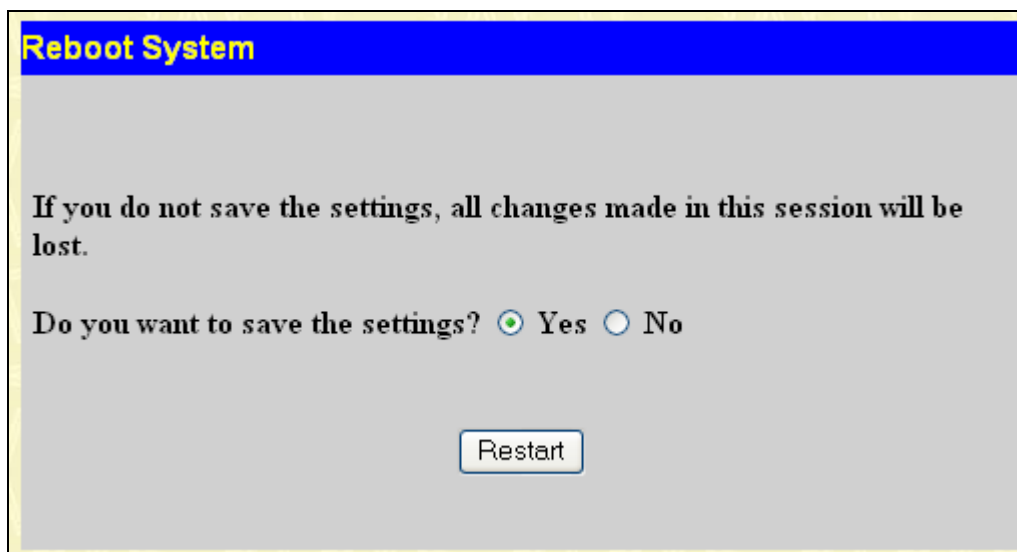 Reboot System
If you do not save the settings, all changes made in this session will be
lost.
Do you want to save the settings? Yes No
Restart